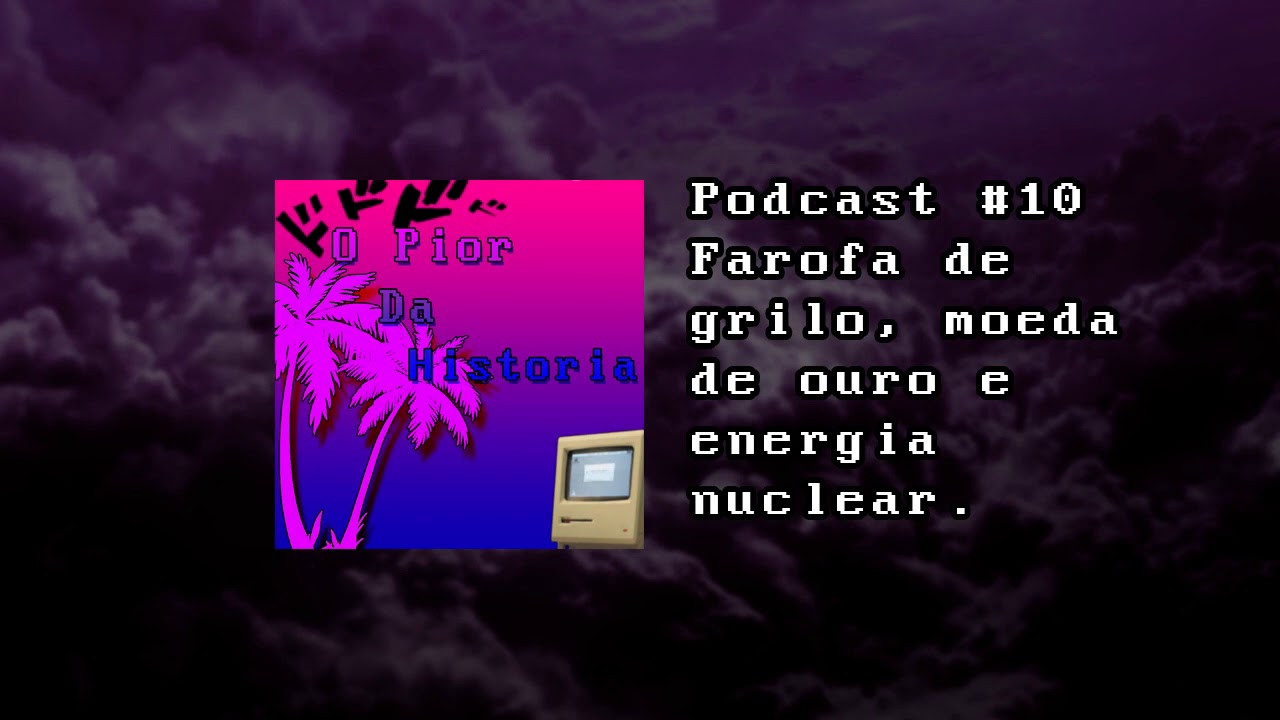 ドドドド
O Pior
Da
Historia
Podcast #10
Farofa de
grilo, moeda
de ouro e
energia
nuclear.